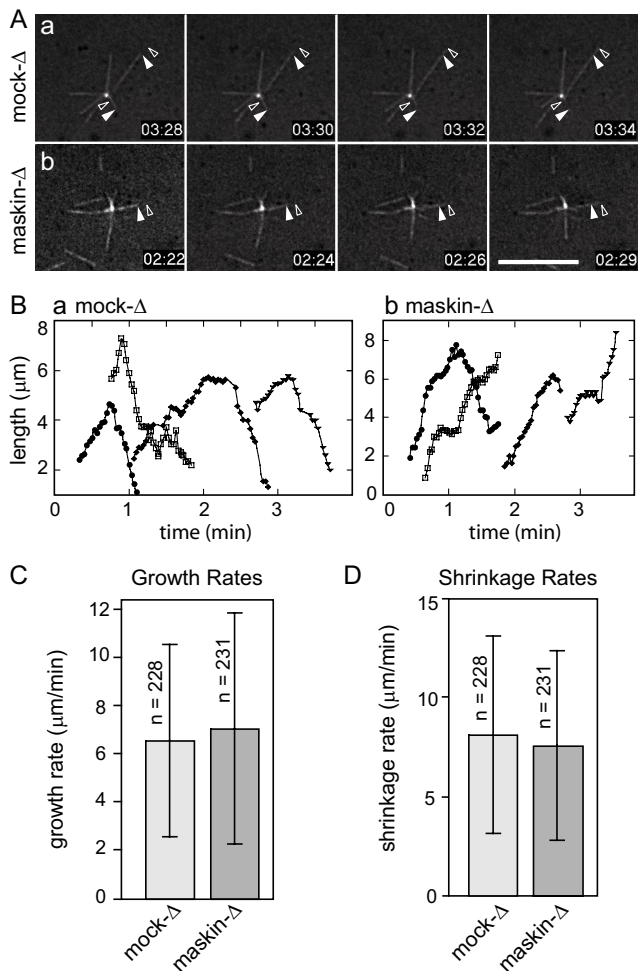 A
a
mock-Δ
03:28
03:30
03:32
03:34
b
maskin-Δ
02:22
02:24
02:26
02:29
B
a mock-Δ
b maskin-Δ
length (μm)
8
6
4
2
0
1
2
3
time (min)
8
6
4
2
0
0
1
2
3
time (min)
C
Growth Rates
growth rate (μm/min)
12
10
8
6
4
2
0
n = 228
n = 231
mock-Δ
maskin-Δ
D
Shrinkage Rates
shrinkage rate (μm/min)
15
10
5
0
n = 228
n = 231
mock-Δ
maskin-Δ